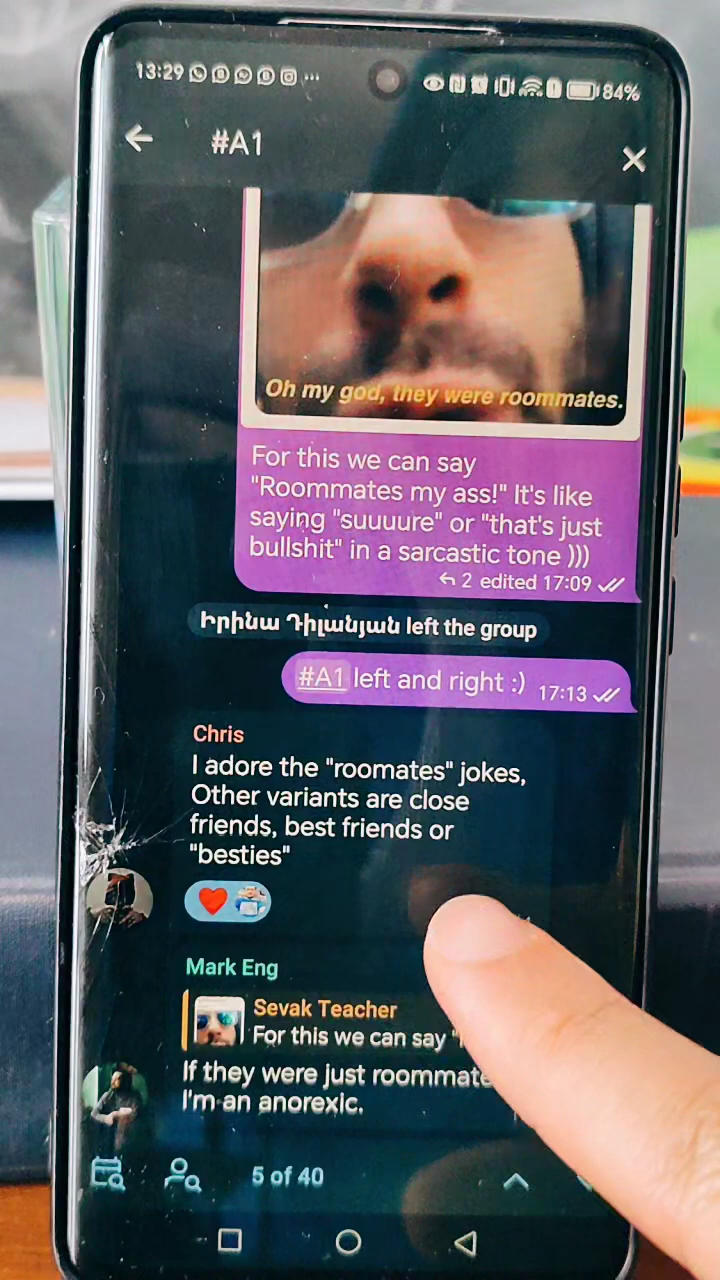 13:29 84%
#A1
Oh my god, they were roommates.
For this we can say
"Roommates my ass!" It's like
saying "suuuure" or "that's just
bullshit" in a sarcastic tone )))
2 edited 17:09
Իրինա Դիլանյան left the group
#A1 left and right :) 17:13
Chris
I adore the "roomates" jokes,
Other variants are close
friends, best friends or
"besties"
Mark Eng
Sevak Teacher
For this we can say
If they were just roommate
I'm an anorexic.
5 of 40